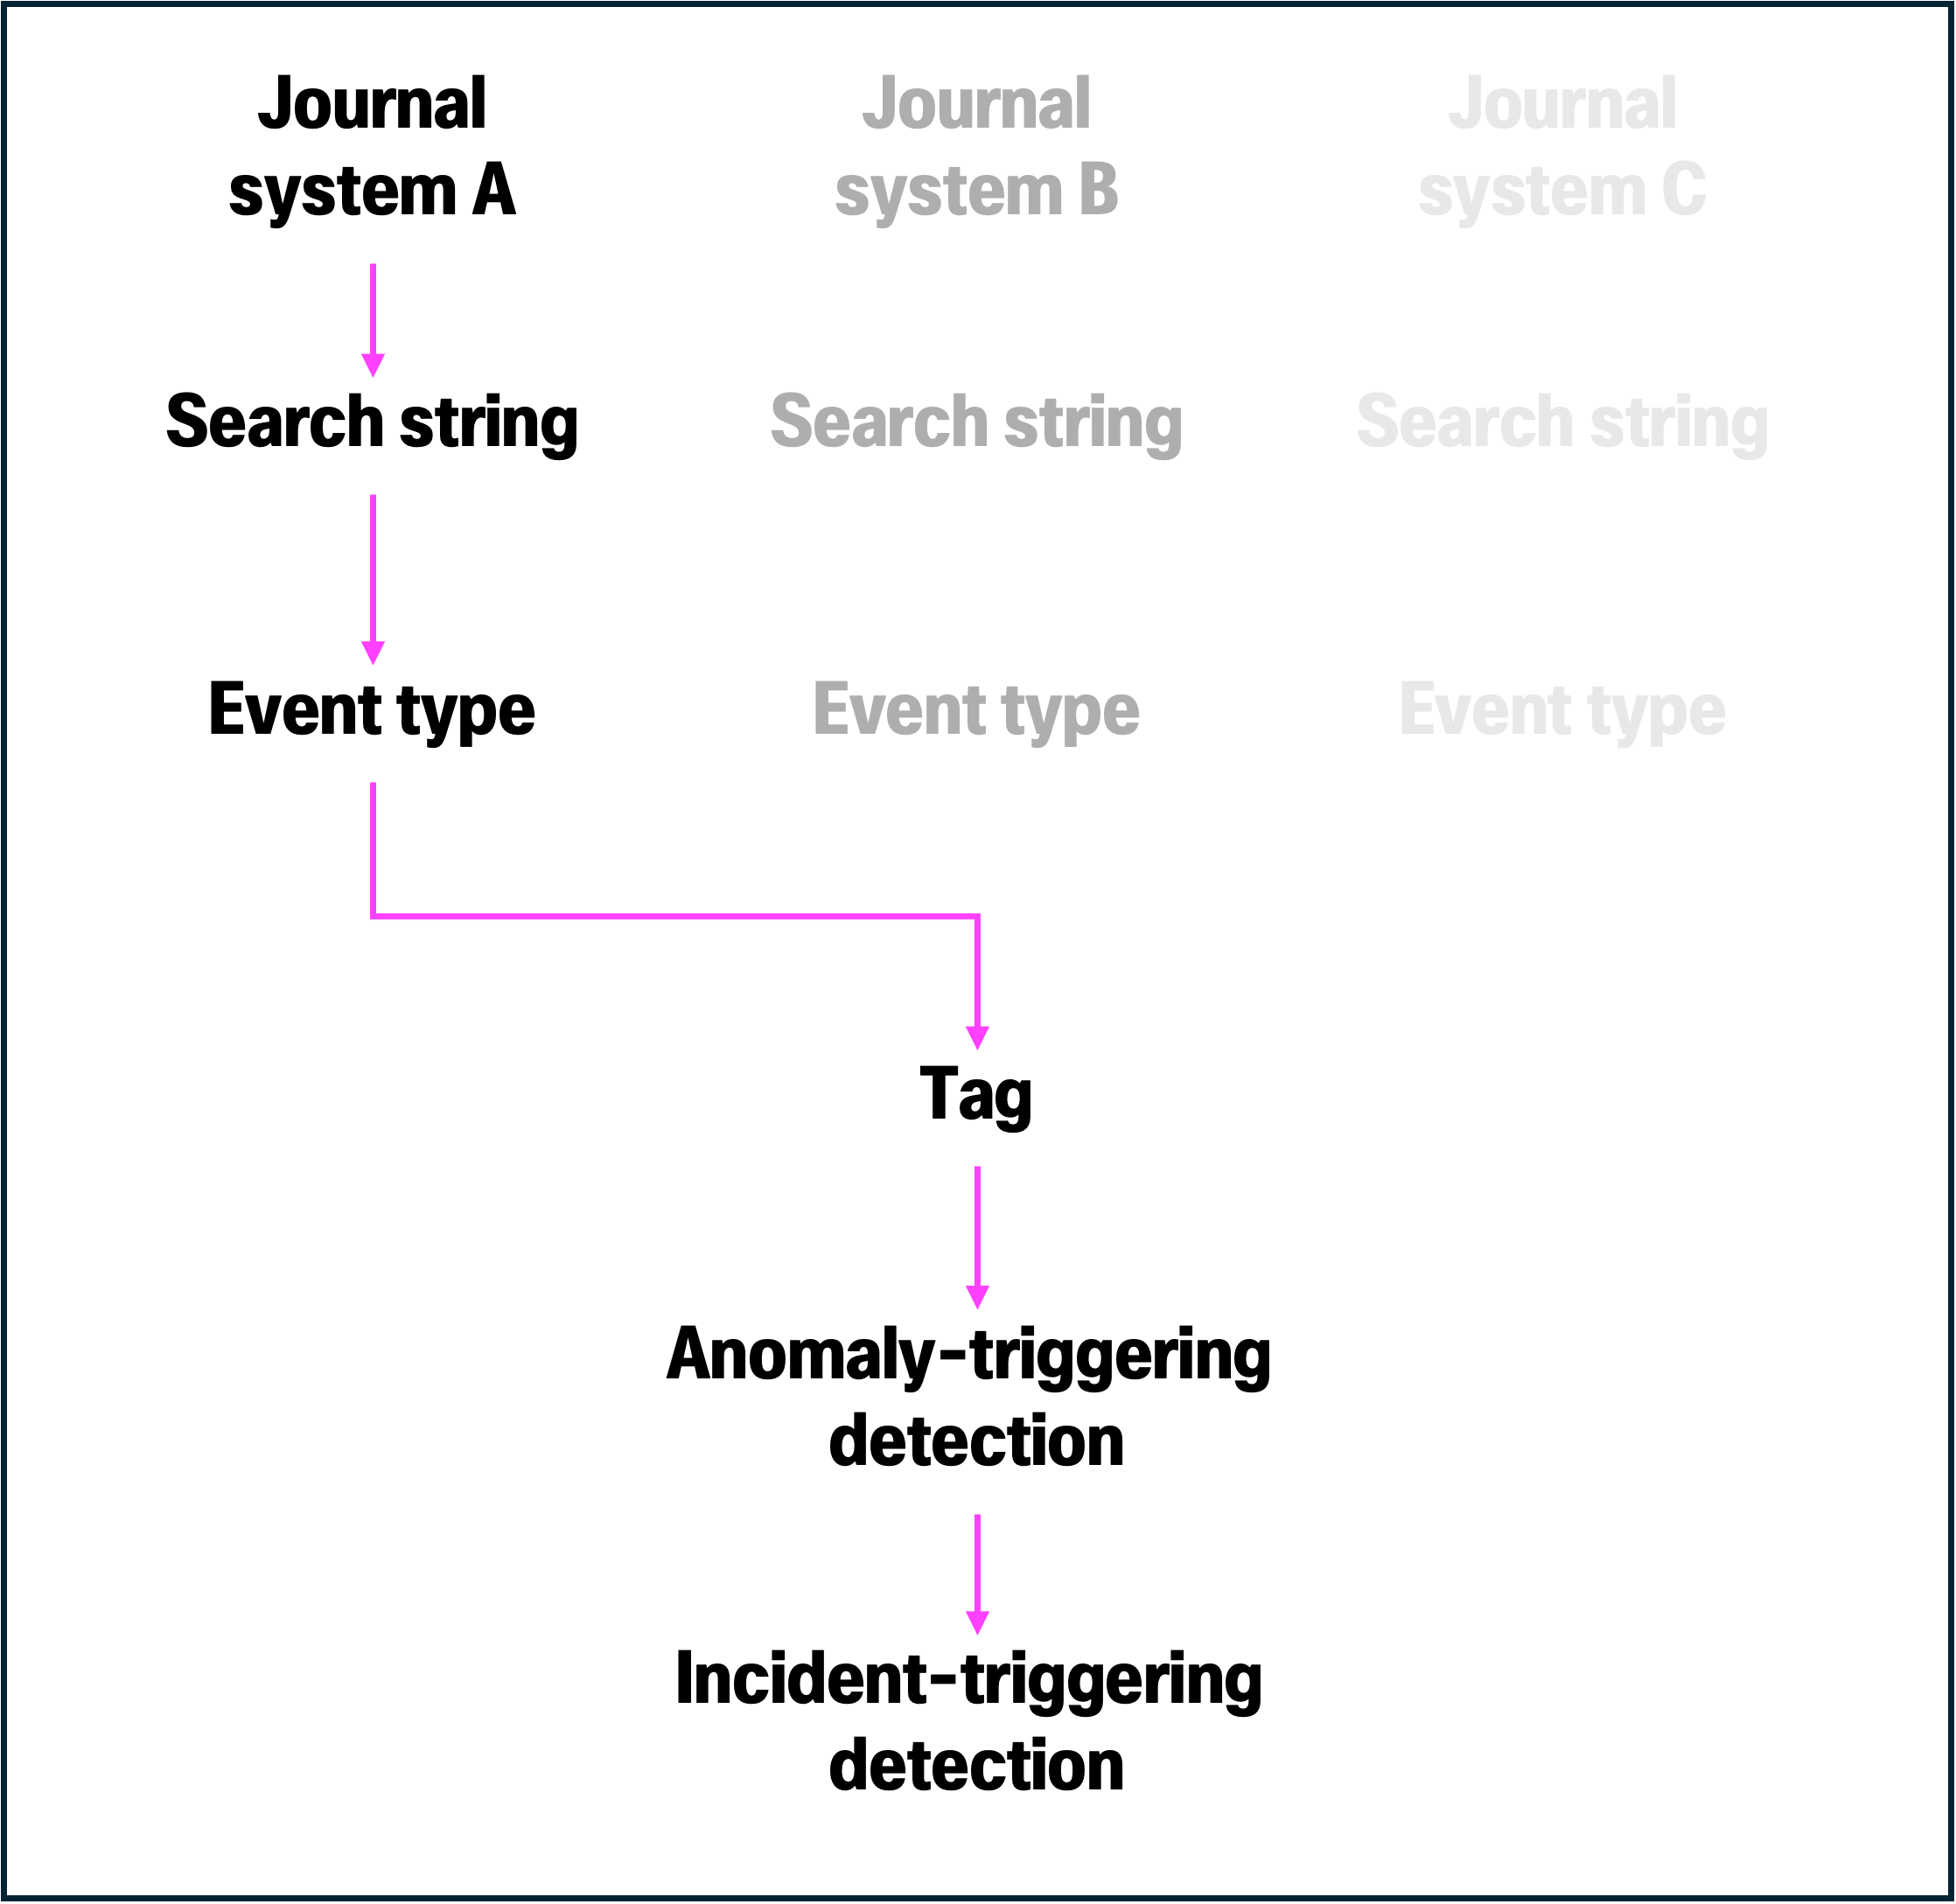 Journal
system A
Journal
system B
Journal
system C
Search string
Search string
Search string
Event type
Event type
Event type
Tag
Anomaly-triggering
detection
Incident-triggering
detection